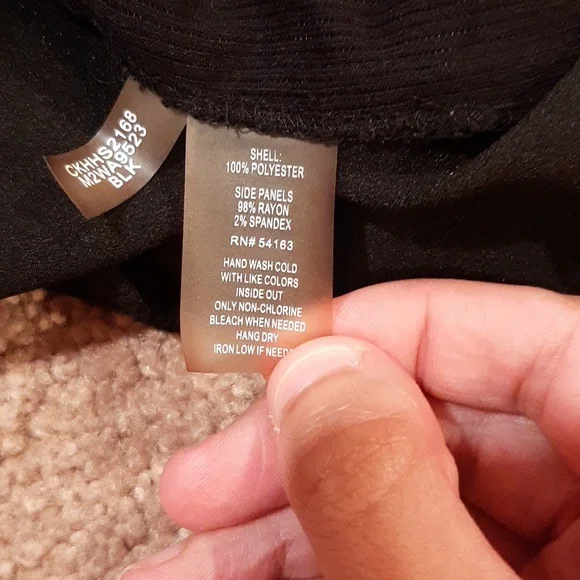 CKHHS2168
M2WA9523
BLK
SHELL:
100% POLYESTER
SIDE PANELS
98% RAYON
2% SPANDEX
RN# 54163
HAND WASH COLD
WITH LIKE COLORS
INSIDE OUT
ONLY NON-CHLORINE
BLEACH WHEN NEEDED
HANG DRY
IRON LOW IF